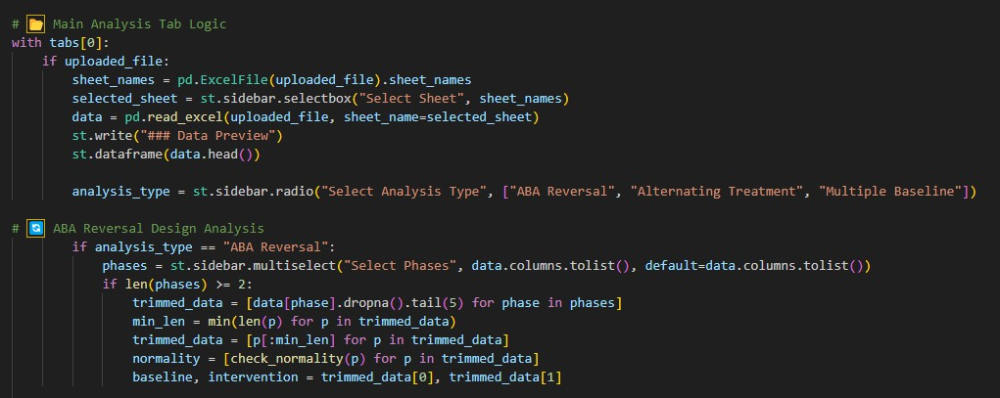 # 📂 Main Analysis Tab Logic
with tabs[0]:
    if uploaded_file:
        sheet_names = pd.ExcelFile(uploaded_file).sheet_names
        selected_sheet = st.sidebar.selectbox("Select Sheet", sheet_names)
        data = pd.read_excel(uploaded_file, sheet_name=selected_sheet)
        st.write("### Data Preview")
        st.dataframe(data.head())

        analysis_type = st.sidebar.radio("Select Analysis Type", ["ABA Reversal", "Alternating Treatment", "Multiple Baseline"])

# 🔄 ABA Reversal Design Analysis
        if analysis_type == "ABA Reversal":
            phases = st.sidebar.multiselect("Select Phases", data.columns.tolist(), default=data.columns.tolist())
            if len(phases) >= 2:
                trimmed_data = [data[phase].dropna().tail(5) for phase in phases]
                min_len = min(len(p) for p in trimmed_data)
                trimmed_data = [p[:min_len] for p in trimmed_data]
                normality = [check_normality(p) for p in trimmed_data]
                baseline, intervention = trimmed_data[0], trimmed_data[1]